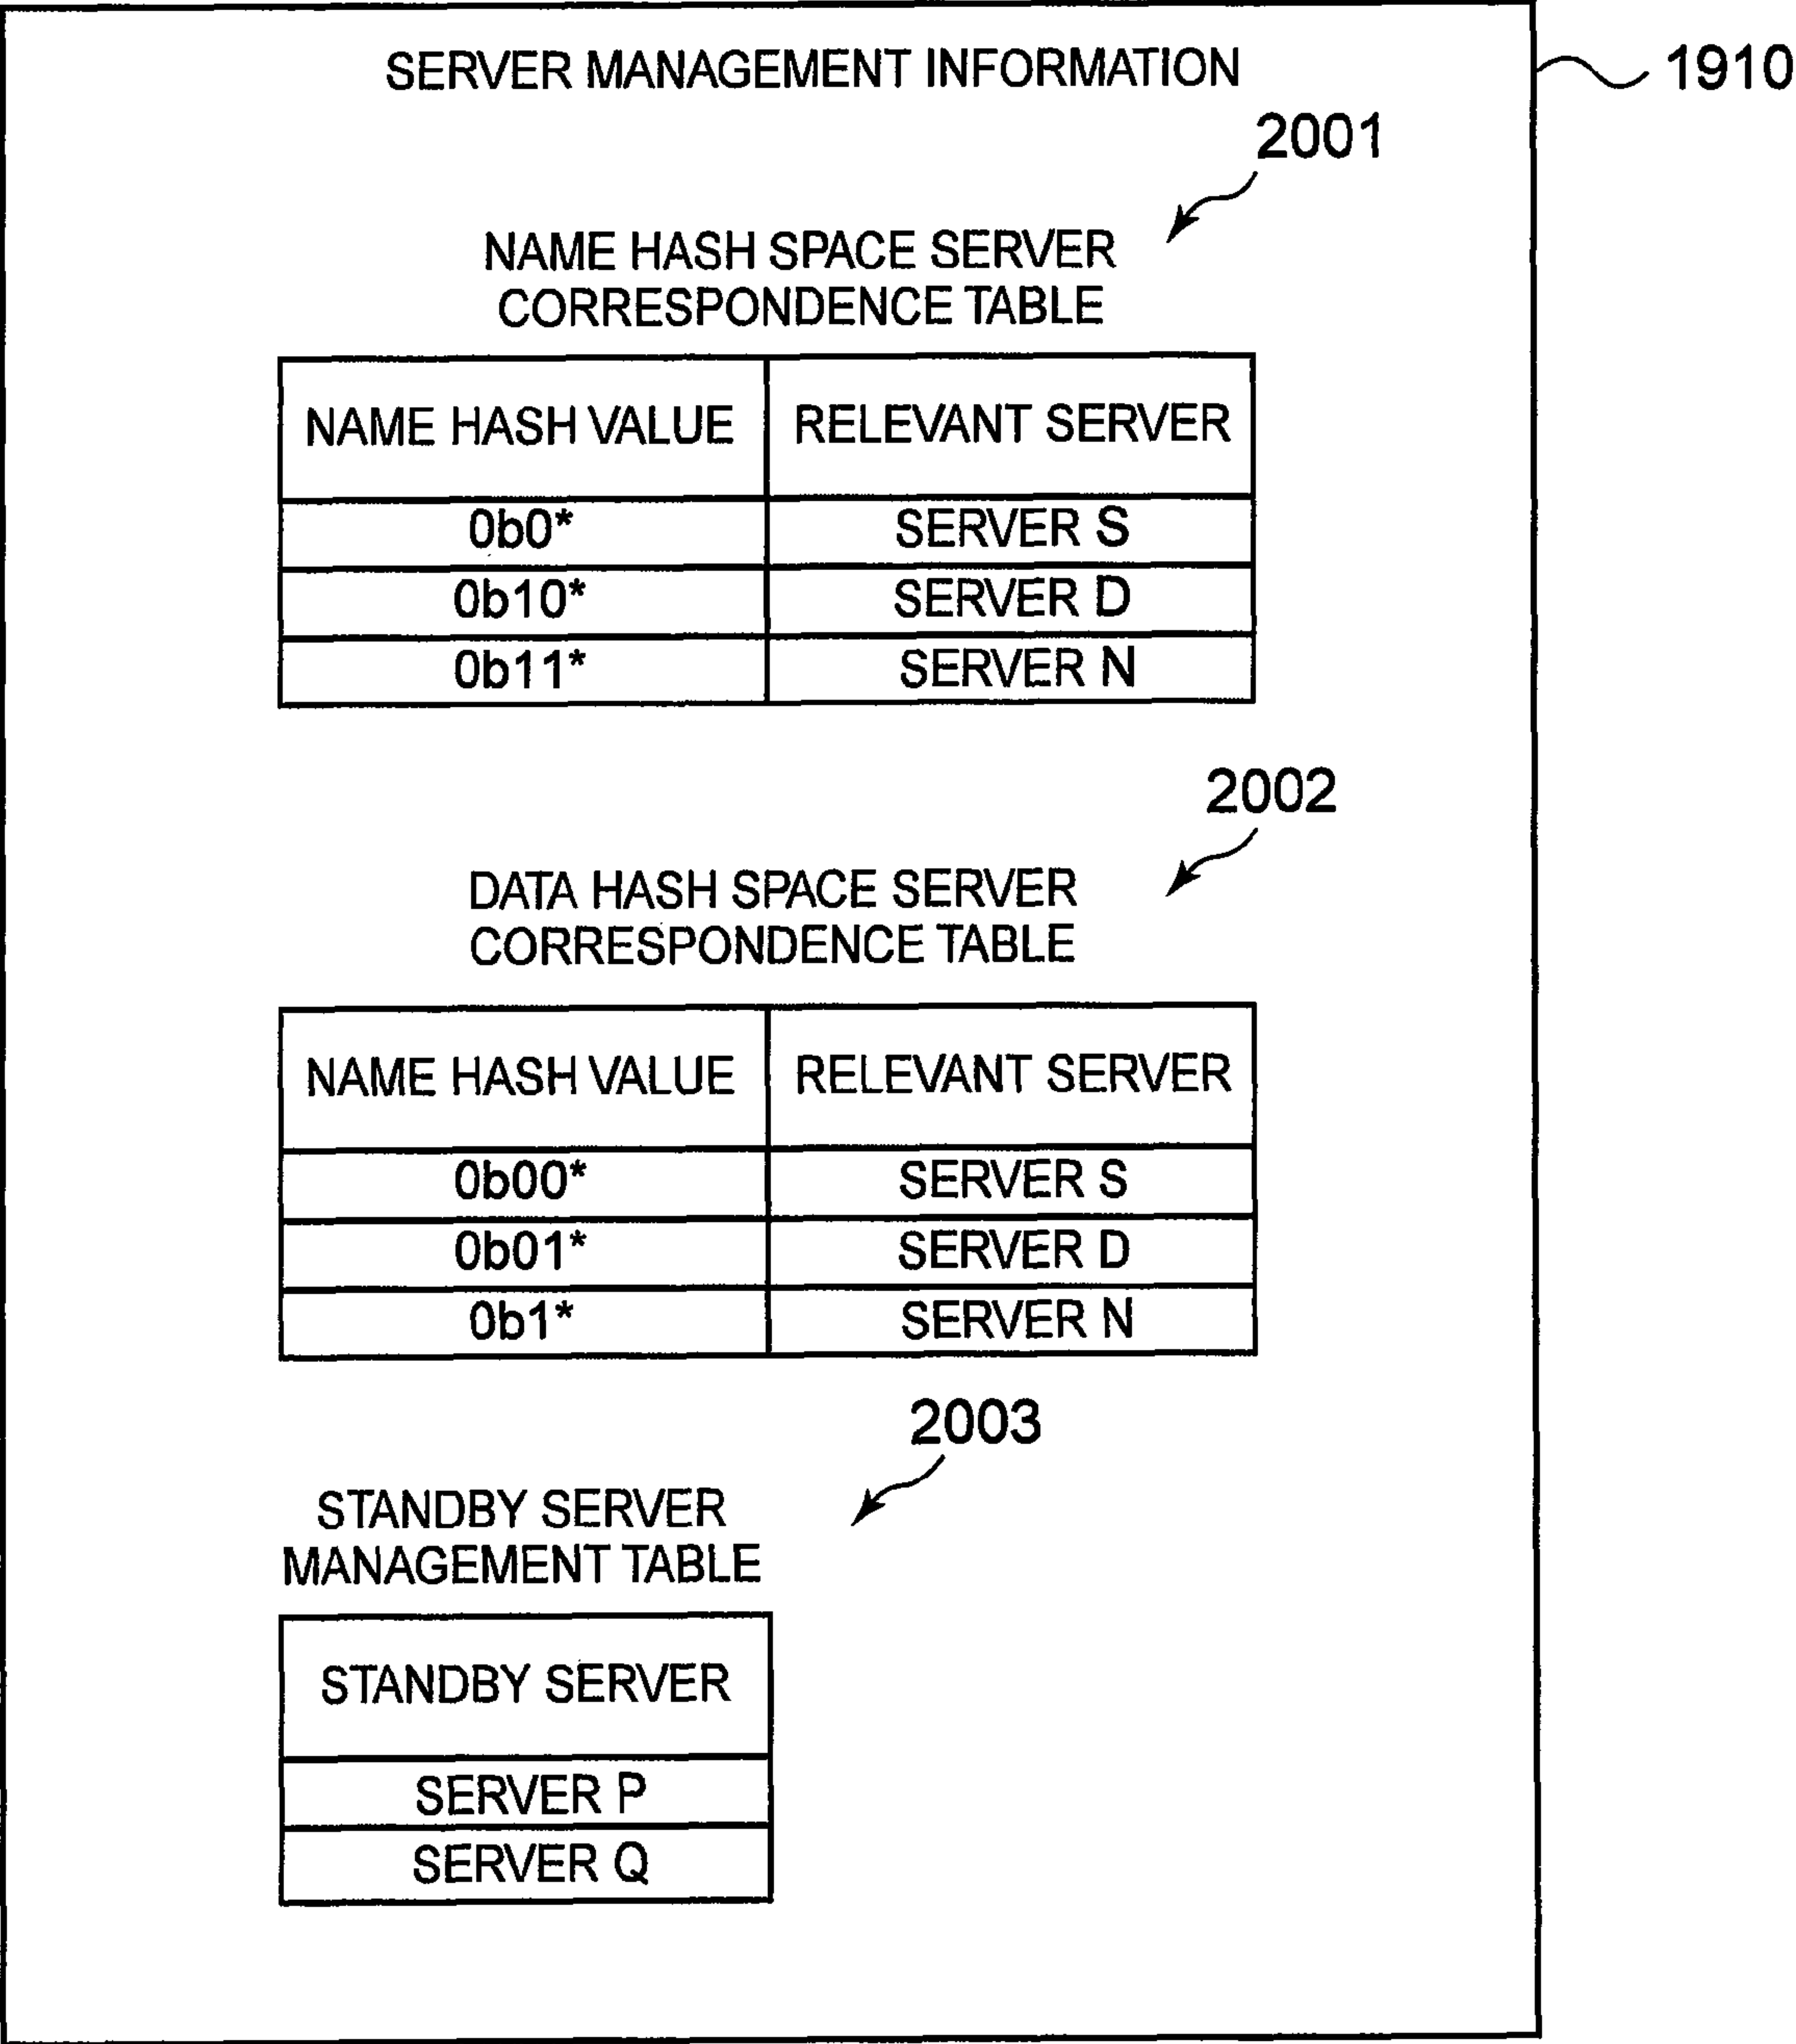 SERVER MANAGEMENT INFORMATION
1910
2001
NAME HASH SPACE SERVER
CORRESPONDENCE TABLE
NAME HASH VALUE RELEVANT SERVER
0b0* SERVER S
0b10* SERVER D
0b11* SERVER N
2002
DATA HASH SPACE SERVER
CORRESPONDENCE TABLE
NAME HASH VALUE RELEVANT SERVER
0b00* SERVER S
0b01* SERVER D
0b1* SERVER N
2003
STANDBY SERVER
MANAGEMENT TABLE
STANDBY SERVER
SERVER P
SERVER Q